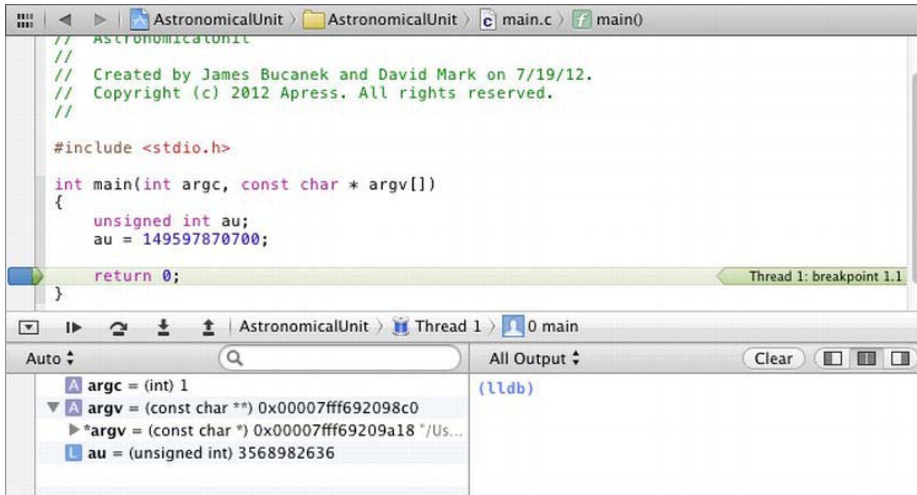 AstronomicalUnit AstronomicalUnit main.c main()
// AstronomicalUnit
//
// Created by James Bucanek and David Mark on 7/19/12.
// Copyright (c) 2012 Apress. All rights reserved.
//
#include <stdio.h>
int main(int argc, const char * argv[])
{
unsigned int au;
au = 149597870700;
return 0;
Thread 1: breakpoint 1.1
}
AstronomicalUnit Thread 1 0 main
Auto
All Output
Clear
A argc = (int) 1
A argv = (const char **) 0x00007fff692098c0
*argv = (const char *) 0x00007fff69209a18 "/Us...
L au = (unsigned int) 3568982636
(lldb)